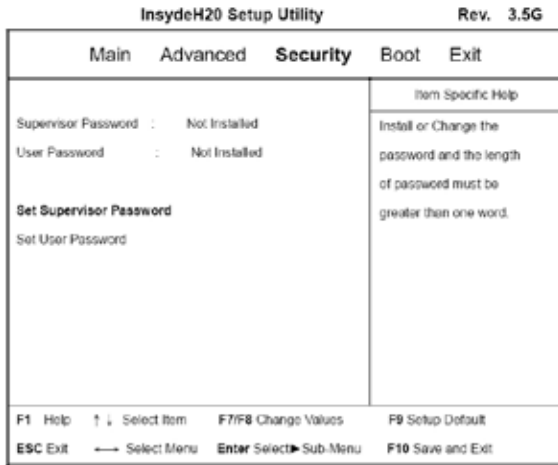 InsydeH20 Setup Utility Rev. 3.5G
Main Advanced Security Boot Exit
Item Specific Help
Supervisor Password : Not Installed
User Password : Not Installed
Set Supervisor Password
Set User Password
Install or Change the
password and the length
of password must be
greater than one word.
F1 Help ↑↓ Select Item F7/F8 Change Values F9 Setup Default
ESC Exit ←→ Select Menu Enter Select▶Sub-Menu F10 Save and Exit